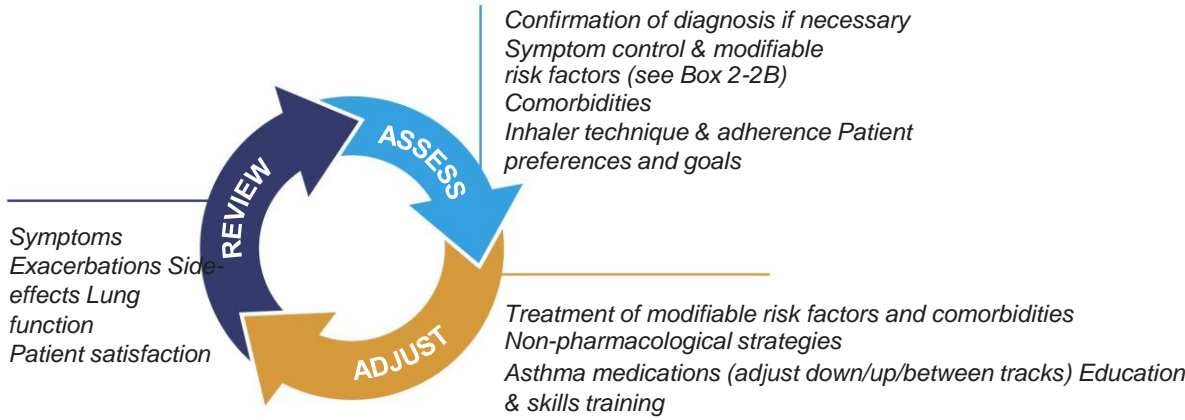 Confirmation of diagnosis if necessary
Symptom control & modifiable
risk factors (see Box 2-2B)
Comorbidities
Inhaler technique & adherence Patient
preferences and goals
ASSESS
REVIEW
ADJUST
Symptoms
Exacerbations Side-
effects Lung
function
Patient satisfaction
Treatment of modifiable risk factors and comorbidities
Non-pharmacological strategies
Asthma medications (adjust down/up/between tracks) Education
& skills training